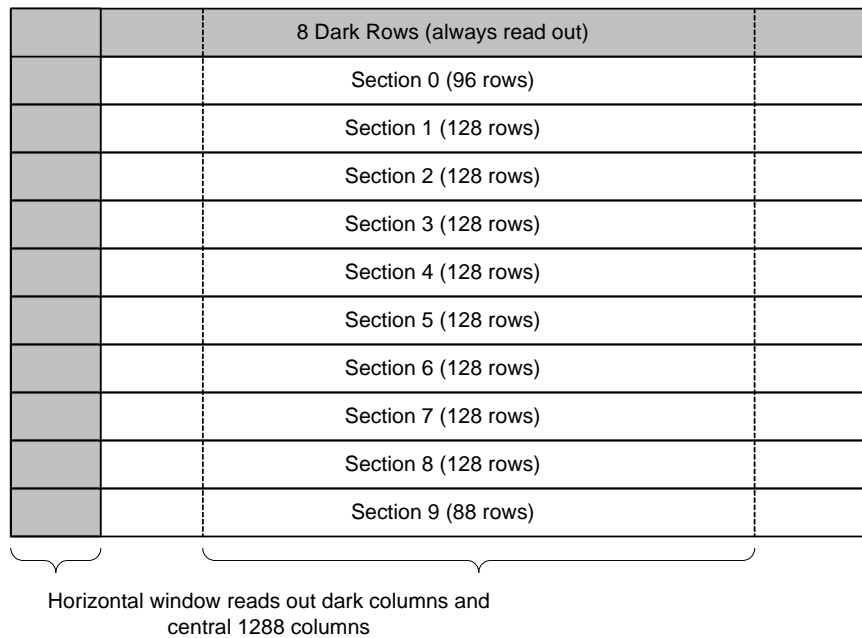 8 Dark Rows (always read out)
Section 0 (96 rows)
Section 1 (128 rows)
Section 2 (128 rows)
Section 3 (128 rows)
Section 4 (128 rows)
Section 5 (128 rows)
Section 6 (128 rows)
Section 7 (128 rows)
Section 8 (128 rows)
Section 9 (88 rows)
Horizontal window reads out dark columns and
central 1288 columns